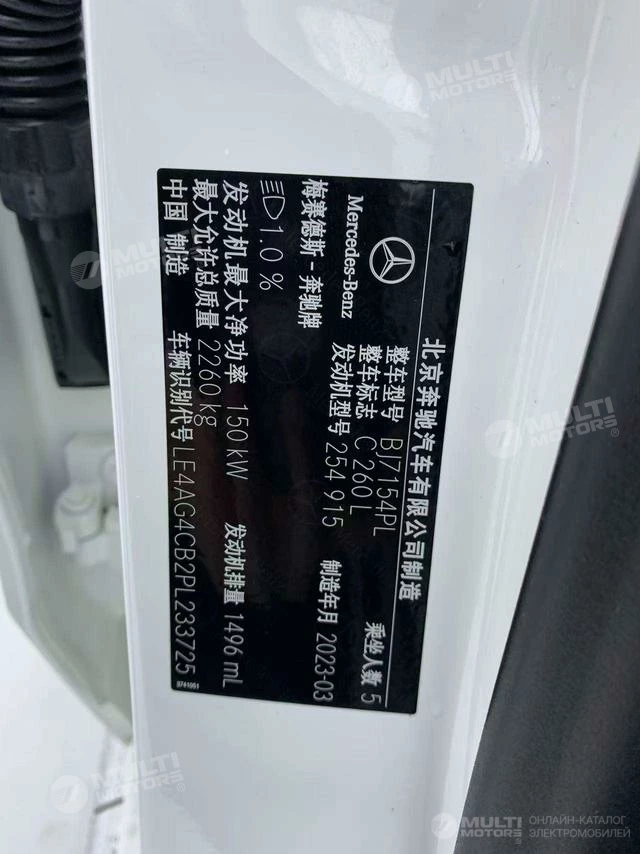 北京奔驰汽车有限公司制造
Mercedes-Benz
梅赛德斯-奔驰牌
整车型号 BJ7154PL
整车标志 C 260 L
乘坐人数 5
发动机型号 254 915
制造年月 2023-03
1.0 %
发动机最大净功率 150 kW
发动机排量 1496 mL
最大允许总质量 2260 kg
中国 制造
车辆识别代号 LE4AG4CB2PL233725
MULTI MOTORS
MULTI MOTORS
MULTI MOTORS
MULTI MOTORS
MULTI MOTORS
ОНЛАЙН-КАТАЛОГ
ЭЛЕКТРОМОБИЛЕЙ